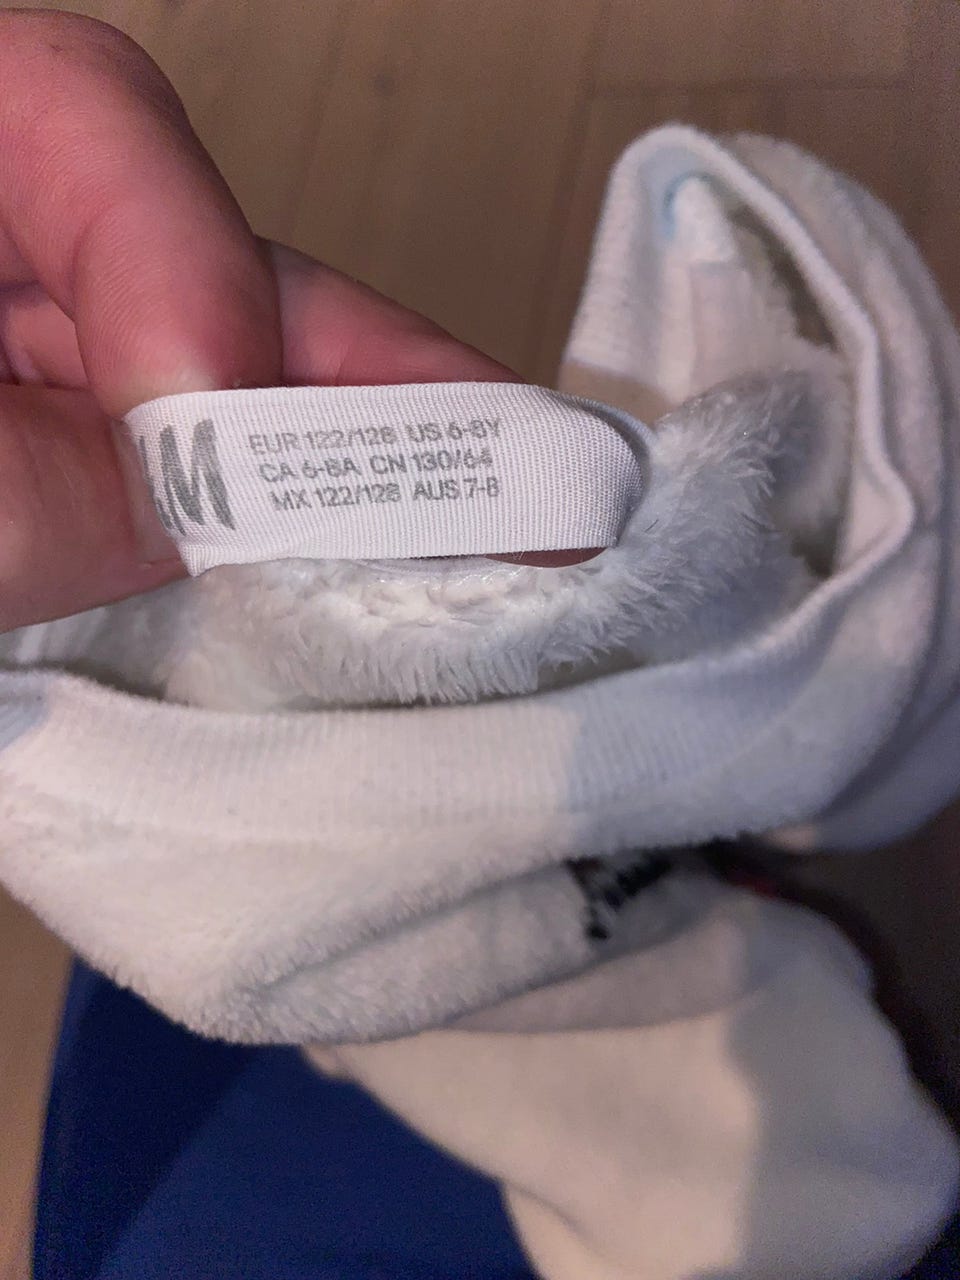 &M
EUR 122/128 US 6-8Y
CA 6-8A CN 130/64
MX 122/128 AUS 7-8